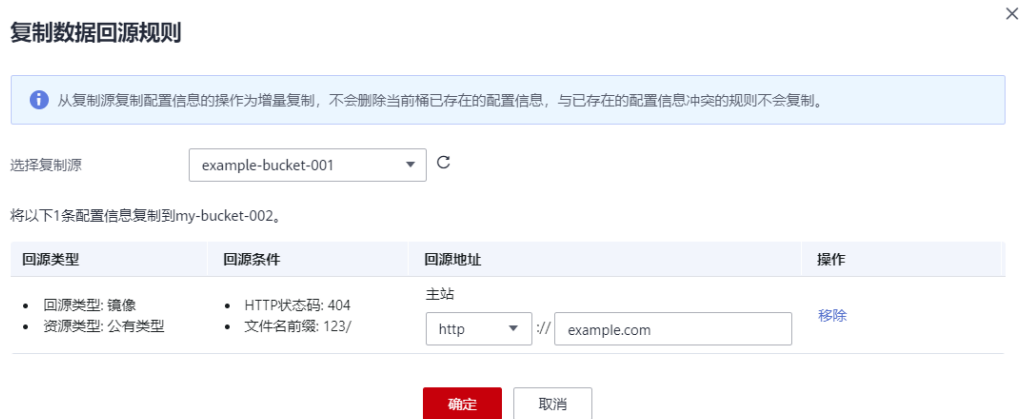 复制数据回源规则
从复制源复制配置信息的操作为增量复制，不会删除当前桶已存在的配置信息，与已存在的配置信息冲突的规则不会复制。
选择复制源 example-bucket-001
将以下1条配置信息复制到my-bucket-002。
回源类型 回源条件 回源地址 操作
主站
回源类型: 镜像 HTTP状态码: 404
资源类型: 公有类型 文件名前缀: 123/
http :// example.com
移除
确定 取消